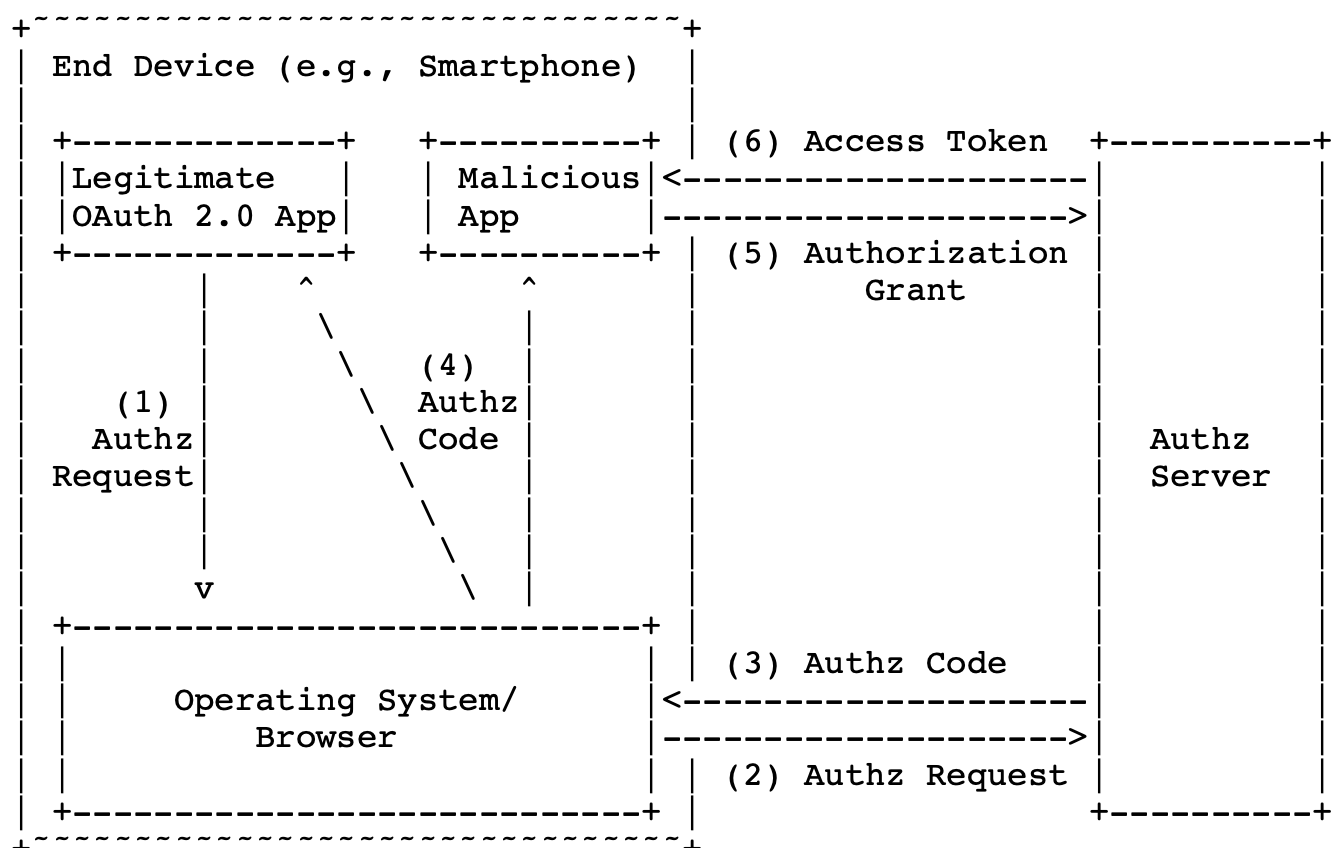 End Device (e.g., Smartphone)
Legitimate
OAuth 2.0 App
Malicious
App
(6) Access Token
(5) Authorization
Grant
(1)
Authz
Request
(4)
Authz
Code
Authz
Server
Operating System/
Browser
(3) Authz Code
(2) Authz Request